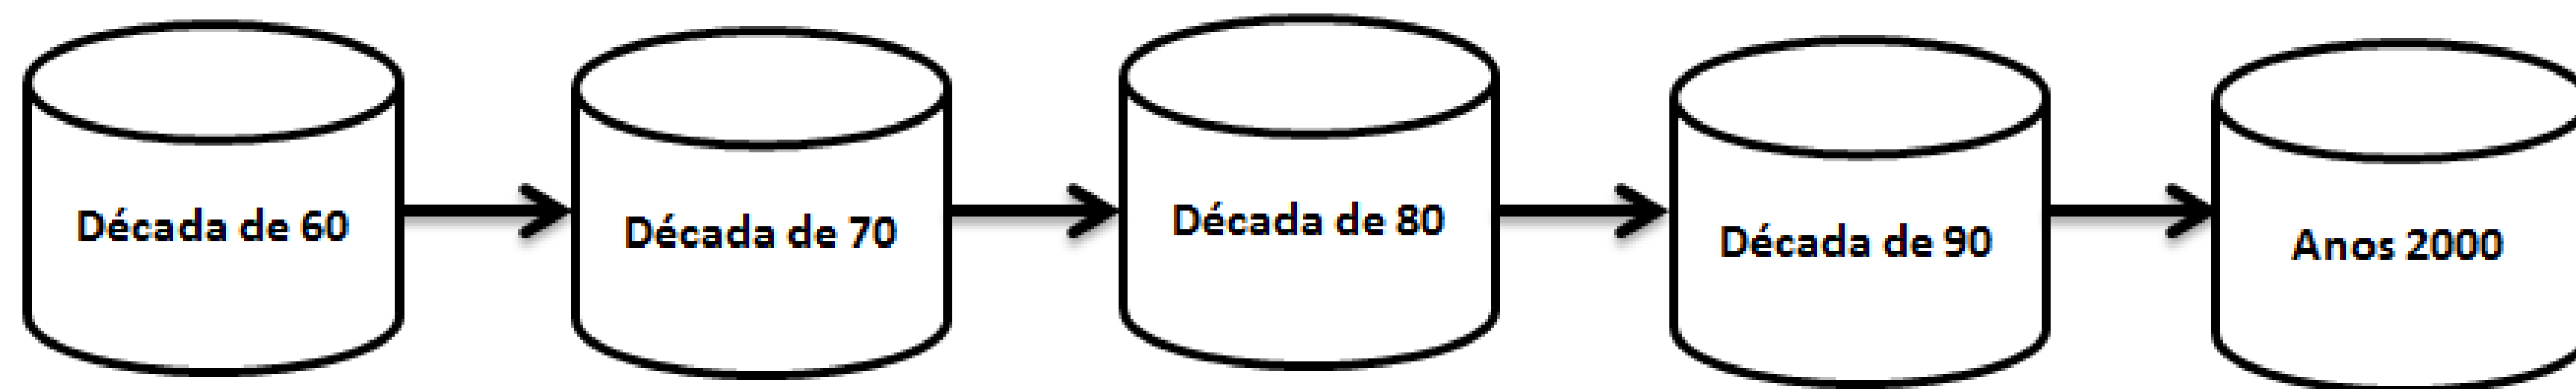 Década de 60
Década de 70
Década de 80
Década de 90
Anos 2000